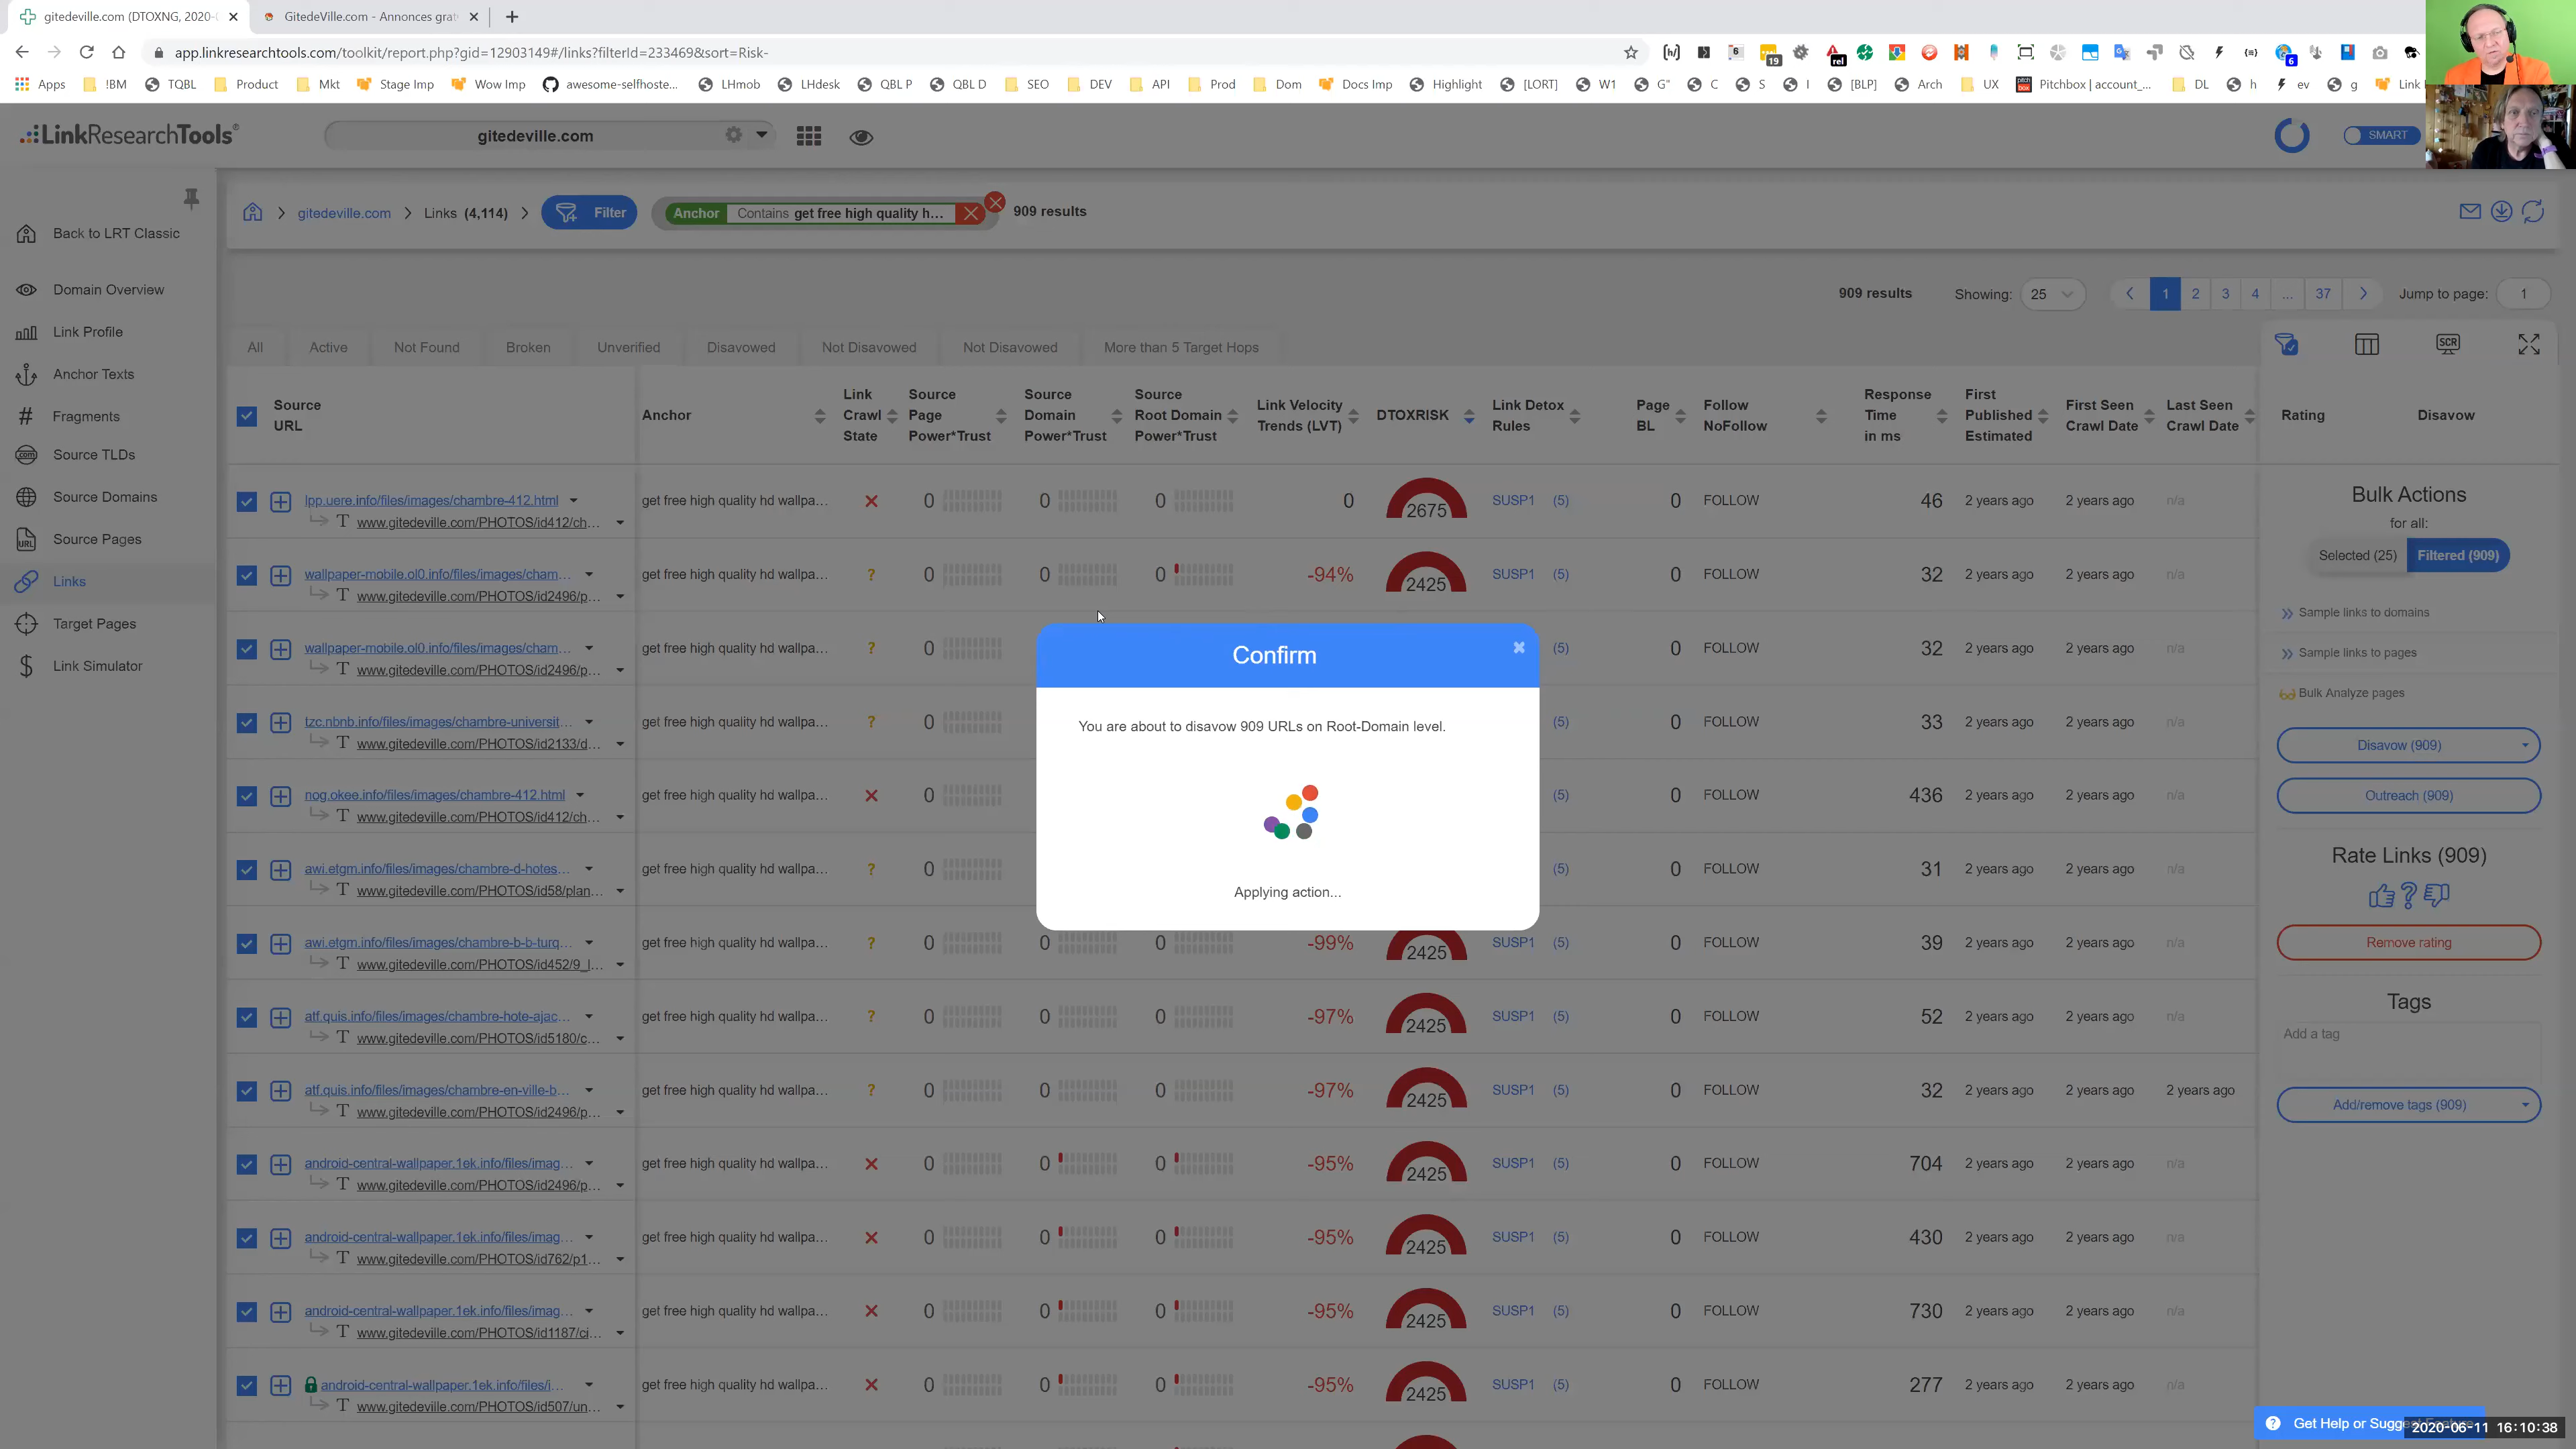 gitedeville.com (DTOXNG, 2020-0
GitedeVille.com - Annonces grat
app.linkresearchtools.com/toolkit/report.php?gid=12903149#/links?filterId=233469&sort=Risk-
Apps !BM TQBL Product Mkt Stage Imp Wow Imp awesome-selfhoste... LHmob LHdesk QBL P QBL D SEO DEV API Prod Dom Docs Imp Highlight [LORT] W1 G" C S I [BLP] Arch UX Pitchbox | account_... DL h ev g Link
LinkResearchTools®
gitedeville.com
SMART
gitedeville.com
Links (4,114)
Filter
Anchor Contains get free high quality h...
909 results
Back to LRT Classic
Domain Overview
Link Profile
Anchor Texts
Fragments
Source TLDs
Source Domains
Source Pages
Links
Target Pages
Link Simulator
909 results Showing: 25 1 2 3 4 ... 37 Jump to page: 1
All Active Not Found Broken Unverified Disavowed Not Disavowed Not Disavowed More than 5 Target Hops
Source URL
Anchor
Link Crawl State
Source Page Power*Trust
Source Domain Power*Trust
Source Root Domain Power*Trust
Link Velocity Trends (LVT)
DTOXRISK
Link Detox Rules
Page BL
Follow NoFollow
Response Time in ms
First Published Estimated
First Seen Crawl Date
Last Seen Crawl Date
Rating
Disavow
lpp.uere.info/files/images/chambre-412.html get free high quality hd wallpa... 0 0 0 0 2675 SUSP1 (5) 0 FOLLOW 46 2 years ago 2 years ago n/a
www.gitedeville.com/PHOTOS/id412/ch...
wallpaper-mobile.ol0.info/files/images/cham... get free high quality hd wallpa... ? 0 0 0 -94% 2425 SUSP1 (5) 0 FOLLOW 32 2 years ago 2 years ago n/a
www.gitedeville.com/PHOTOS/id2496/p...
wallpaper-mobile.ol0.info/files/images/cham... get free high quality hd wallpa... ? 0 (5) 0 FOLLOW 32 2 years ago 2 years ago n/a
www.gitedeville.com/PHOTOS/id2496/p...
tzc.nbnb.info/files/images/chambre-universit... get free high quality hd wallpa... ? 0 (5) 0 FOLLOW 33 2 years ago 2 years ago n/a
www.gitedeville.com/PHOTOS/id2133/d...
nog.okee.info/files/images/chambre-412.html get free high quality hd wallpa... 0 (5) 0 FOLLOW 436 2 years ago 2 years ago n/a
www.gitedeville.com/PHOTOS/id412/ch...
awi.etgm.info/files/images/chambre-d-hotes... get free high quality hd wallpa... ? 0 (5) 0 FOLLOW 31 2 years ago 2 years ago n/a
www.gitedeville.com/PHOTOS/id58/plan...
awi.etgm.info/files/images/chambre-b-b-turq... get free high quality hd wallpa... ? 0 0 0 -99% 2425 SUSP1 (5) 0 FOLLOW 39 2 years ago 2 years ago n/a
www.gitedeville.com/PHOTOS/id452/9_l...
atf.quis.info/files/images/chambre-hote-ajac... get free high quality hd wallpa... ? 0 0 0 -97% 2425 SUSP1 (5) 0 FOLLOW 52 2 years ago 2 years ago n/a
www.gitedeville.com/PHOTOS/id5180/c...
atf.quis.info/files/images/chambre-en-ville-b... get free high quality hd wallpa... ? 0 0 0 -97% 2425 SUSP1 (5) 0 FOLLOW 32 2 years ago 2 years ago 2 years ago
www.gitedeville.com/PHOTOS/id2496/p...
android-central-wallpaper.1ek.info/files/imag... get free high quality hd wallpa... 0 0 0 -95% 2425 SUSP1 (5) 0 FOLLOW 704 2 years ago 2 years ago n/a
www.gitedeville.com/PHOTOS/id2496/p...
android-central-wallpaper.1ek.info/files/imag... get free high quality hd wallpa... 0 0 0 -95% 2425 SUSP1 (5) 0 FOLLOW 430 2 years ago 2 years ago n/a
www.gitedeville.com/PHOTOS/id762/p1...
android-central-wallpaper.1ek.info/files/imag... get free high quality hd wallpa... 0 0 0 -95% 2425 SUSP1 (5) 0 FOLLOW 730 2 years ago 2 years ago n/a
www.gitedeville.com/PHOTOS/id1187/ci...
android-central-wallpaper.1ek.info/files/i... get free high quality hd wallpa... 0 0 0 -95% 2425 SUSP1 (5) 0 FOLLOW 277 2 years ago 2 years ago n/a
www.gitedeville.com/PHOTOS/id507/un...
Confirm
You are about to disavow 909 URLs on Root-Domain level.
Applying action...
Bulk Actions
for all:
Selected (25) Filtered (909)
Sample links to domains
Sample links to pages
Bulk Analyze pages
Disavow (909)
Outreach (909)
Rate Links (909)
Remove rating
Tags
Add a tag
Add/remove tags (909)
Get Help or Sugge
2020-06-11 16:10:38